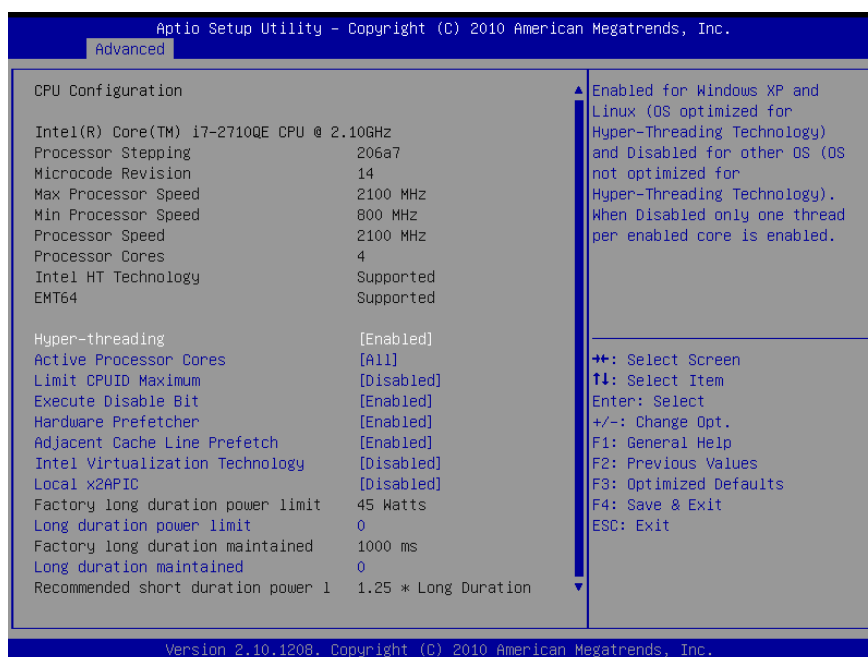 Aptio Setup Utility – Copyright (C) 2010 American Megatrends, Inc.
Advanced
CPU Configuration
Intel(R) Core(TM) i7-2710QE CPU @ 2.10GHz
Processor Stepping 206a7
Microcode Revision 14
Max Processor Speed 2100 MHz
Min Processor Speed 800 MHz
Processor Speed 2100 MHz
Processor Cores 4
Intel HT Technology Supported
EMT64 Supported
Hyper-threading [Enabled]
Active Processor Cores [All]
Limit CPUID Maximum [Disabled]
Execute Disable Bit [Enabled]
Hardware Prefetcher [Enabled]
Adjacent Cache Line Prefetch [Enabled]
Intel Virtualization Technology [Disabled]
Local x2APIC [Disabled]
Factory long duration power limit 45 Watts
Long duration power limit 0
Factory long duration maintained 1000 ms
Long duration maintained 0
Recommended short duration power l 1.25 * Long Duration
Enabled for Windows XP and
Linux (OS optimized for
Hyper-Threading Technology)
and Disabled for other OS (OS
not optimized for
Hyper-Threading Technology).
When Disabled only one thread
per enabled core is enabled.
→←: Select Screen
↑↓: Select Item
Enter: Select
+/-: Change Opt.
F1: General Help
F2: Previous Values
F3: Optimized Defaults
F4: Save & Exit
ESC: Exit
Version 2.10.1208. Copyright (C) 2010 American Megatrends, Inc.